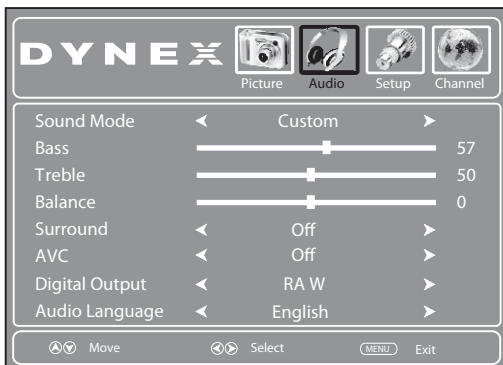 DYNEX
Picture Audio Setup Channel
Sound Mode Custom
Bass 57
Treble 50
Balance 0
Surround Off
AVC Off
Digital Output RA W
Audio Language English
Move Select MENU Exit